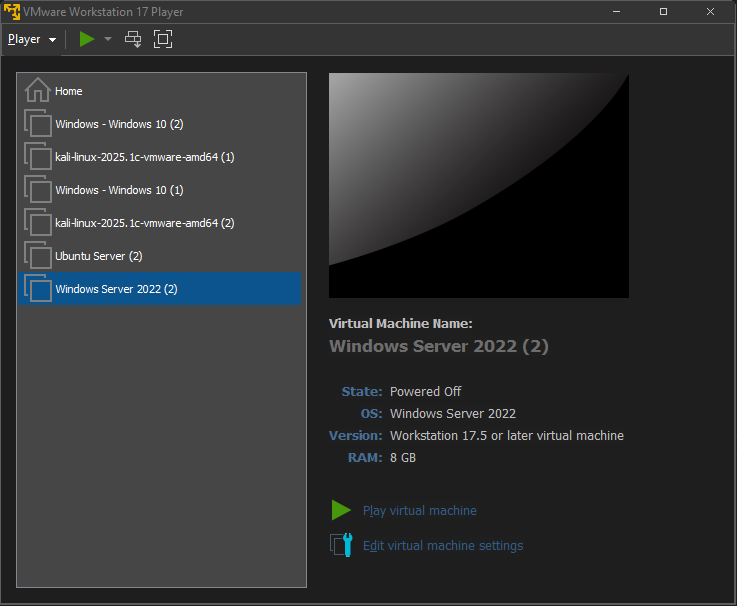 VMware Workstation 17 Player
Player
Home
Windows - Windows 10 (2)
kali-linux-2025.1c-vmware-amd64 (1)
Windows - Windows 10 (1)
kali-linux-2025.1c-vmware-amd64 (2)
Ubuntu Server (2)
Windows Server 2022 (2)
Virtual Machine Name:
Windows Server 2022 (2)
State: Powered Off
OS: Windows Server 2022
Version: Workstation 17.5 or later virtual machine
RAM: 8 GB
Play virtual machine
Edit virtual machine settings